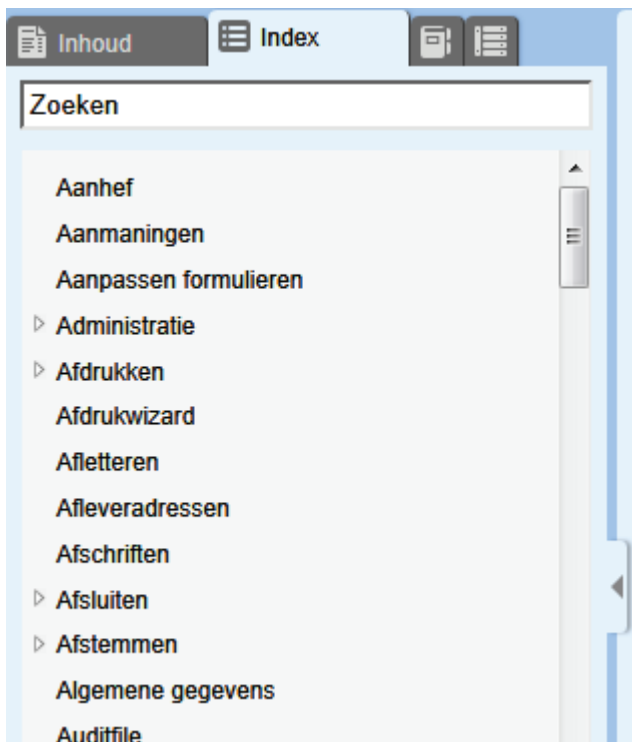 Inhoud
Index
Zoeken
Aanhef
Aanmaningen
Aanpassen formulieren
Administratie
Afdrukken
Afdrukwizard
Afletteren
Afleveradressen
Afschriften
Afsluiten
Afstemmen
Algemene gegevens
Auditfile